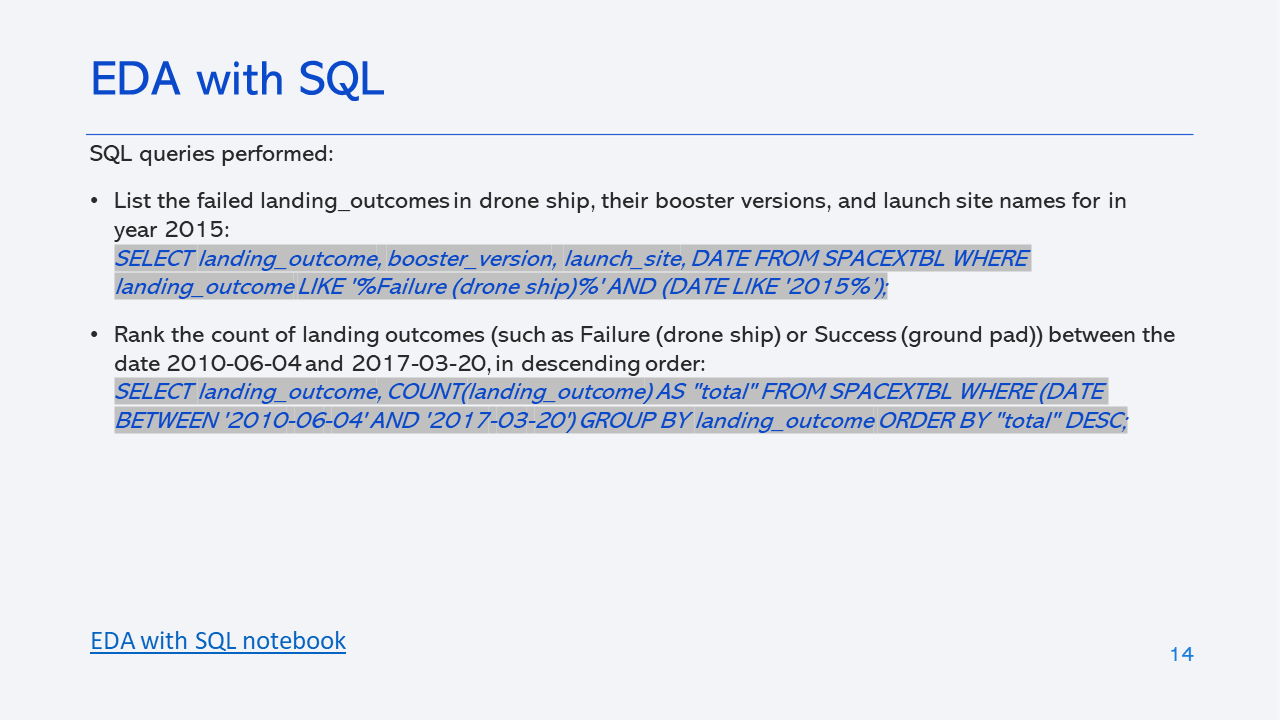 EDA with SQL
SQL queries performed:
• List the failed landing_outcomes in drone ship, their booster versions, and launch site names for in
year 2015:
SELECT landing_outcome, booster_version, launch_site, DATE FROM SPACEXTBL WHERE
landing_outcome LIKE '%Failure (drone ship)%' AND (DATE LIKE '2015%');
• Rank the count of landing outcomes (such as Failure (drone ship) or Success (ground pad)) between the
date 2010-06-04 and 2017-03-20, in descending order:
SELECT landing_outcome, COUNT(landing_outcome) AS "total" FROM SPACEXTBL WHERE (DATE
BETWEEN '2010-06-04' AND '2017-03-20') GROUP BY landing_outcome ORDER BY "total" DESC;
EDA with SQL notebook
14